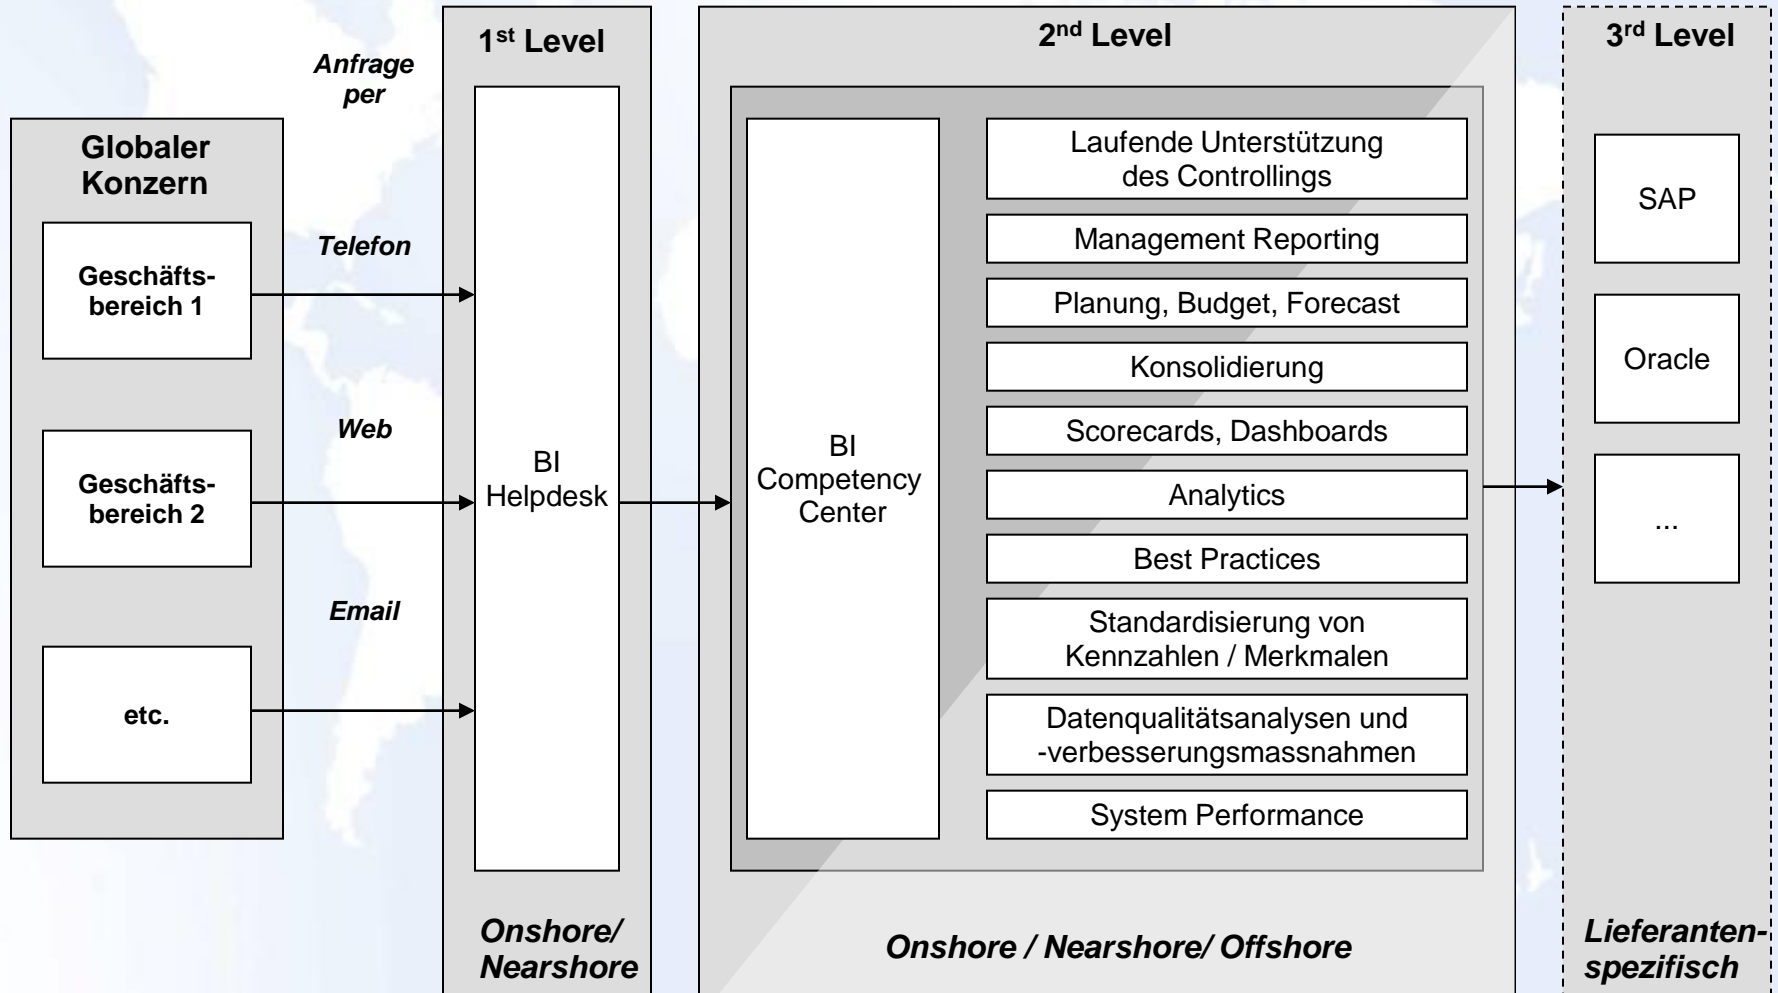 Globaler
Konzern
Geschäfts-
bereich 1
Geschäfts-
bereich 2
etc.
Anfrage
per
Telefon
Web
Email
1st Level
BI
Helpdesk
Onshore/
Nearshore
2nd Level
BI
Competency
Center
Laufende Unterstützung
des Controllings
Management Reporting
Planung, Budget, Forecast
Konsolidierung
Scorecards, Dashboards
Analytics
Best Practices
Standardisierung von
Kennzahlen / Merkmalen
Datenqualitätsanalysen und
-verbesserungsmassnahmen
System Performance
Onshore / Nearshore/ Offshore
3rd Level
SAP
Oracle
...
Lieferanten-
spezifisch